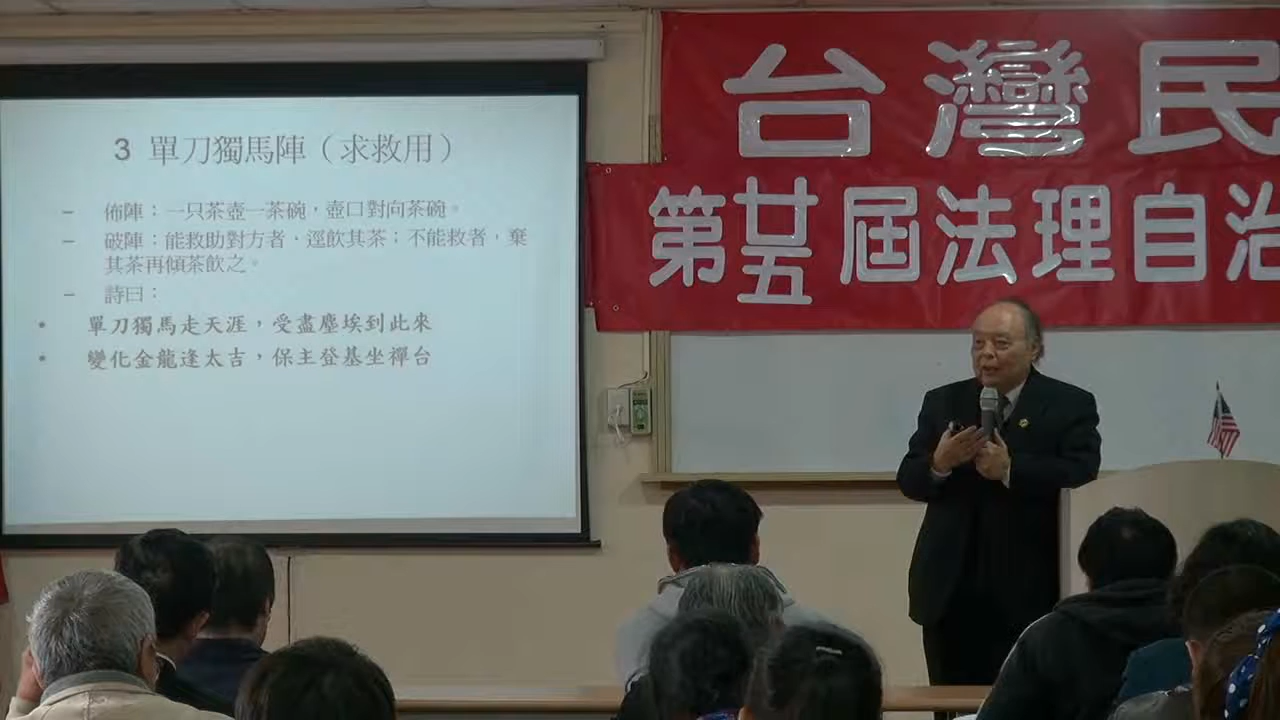 3 單刀獨馬陣（求救用）
– 佈陣：一只茶壺一茶碗，壺口對向茶碗。
– 破陣：能救助對方者，逕飲其茶；不能救者，棄
其茶再傾茶飲之。
– 詩曰：
• 單刀獨馬走天涯，受盡塵埃到此來
• 變化金龍逢太吉，保主登基坐禪台
台灣民
第廿五屆法理自治